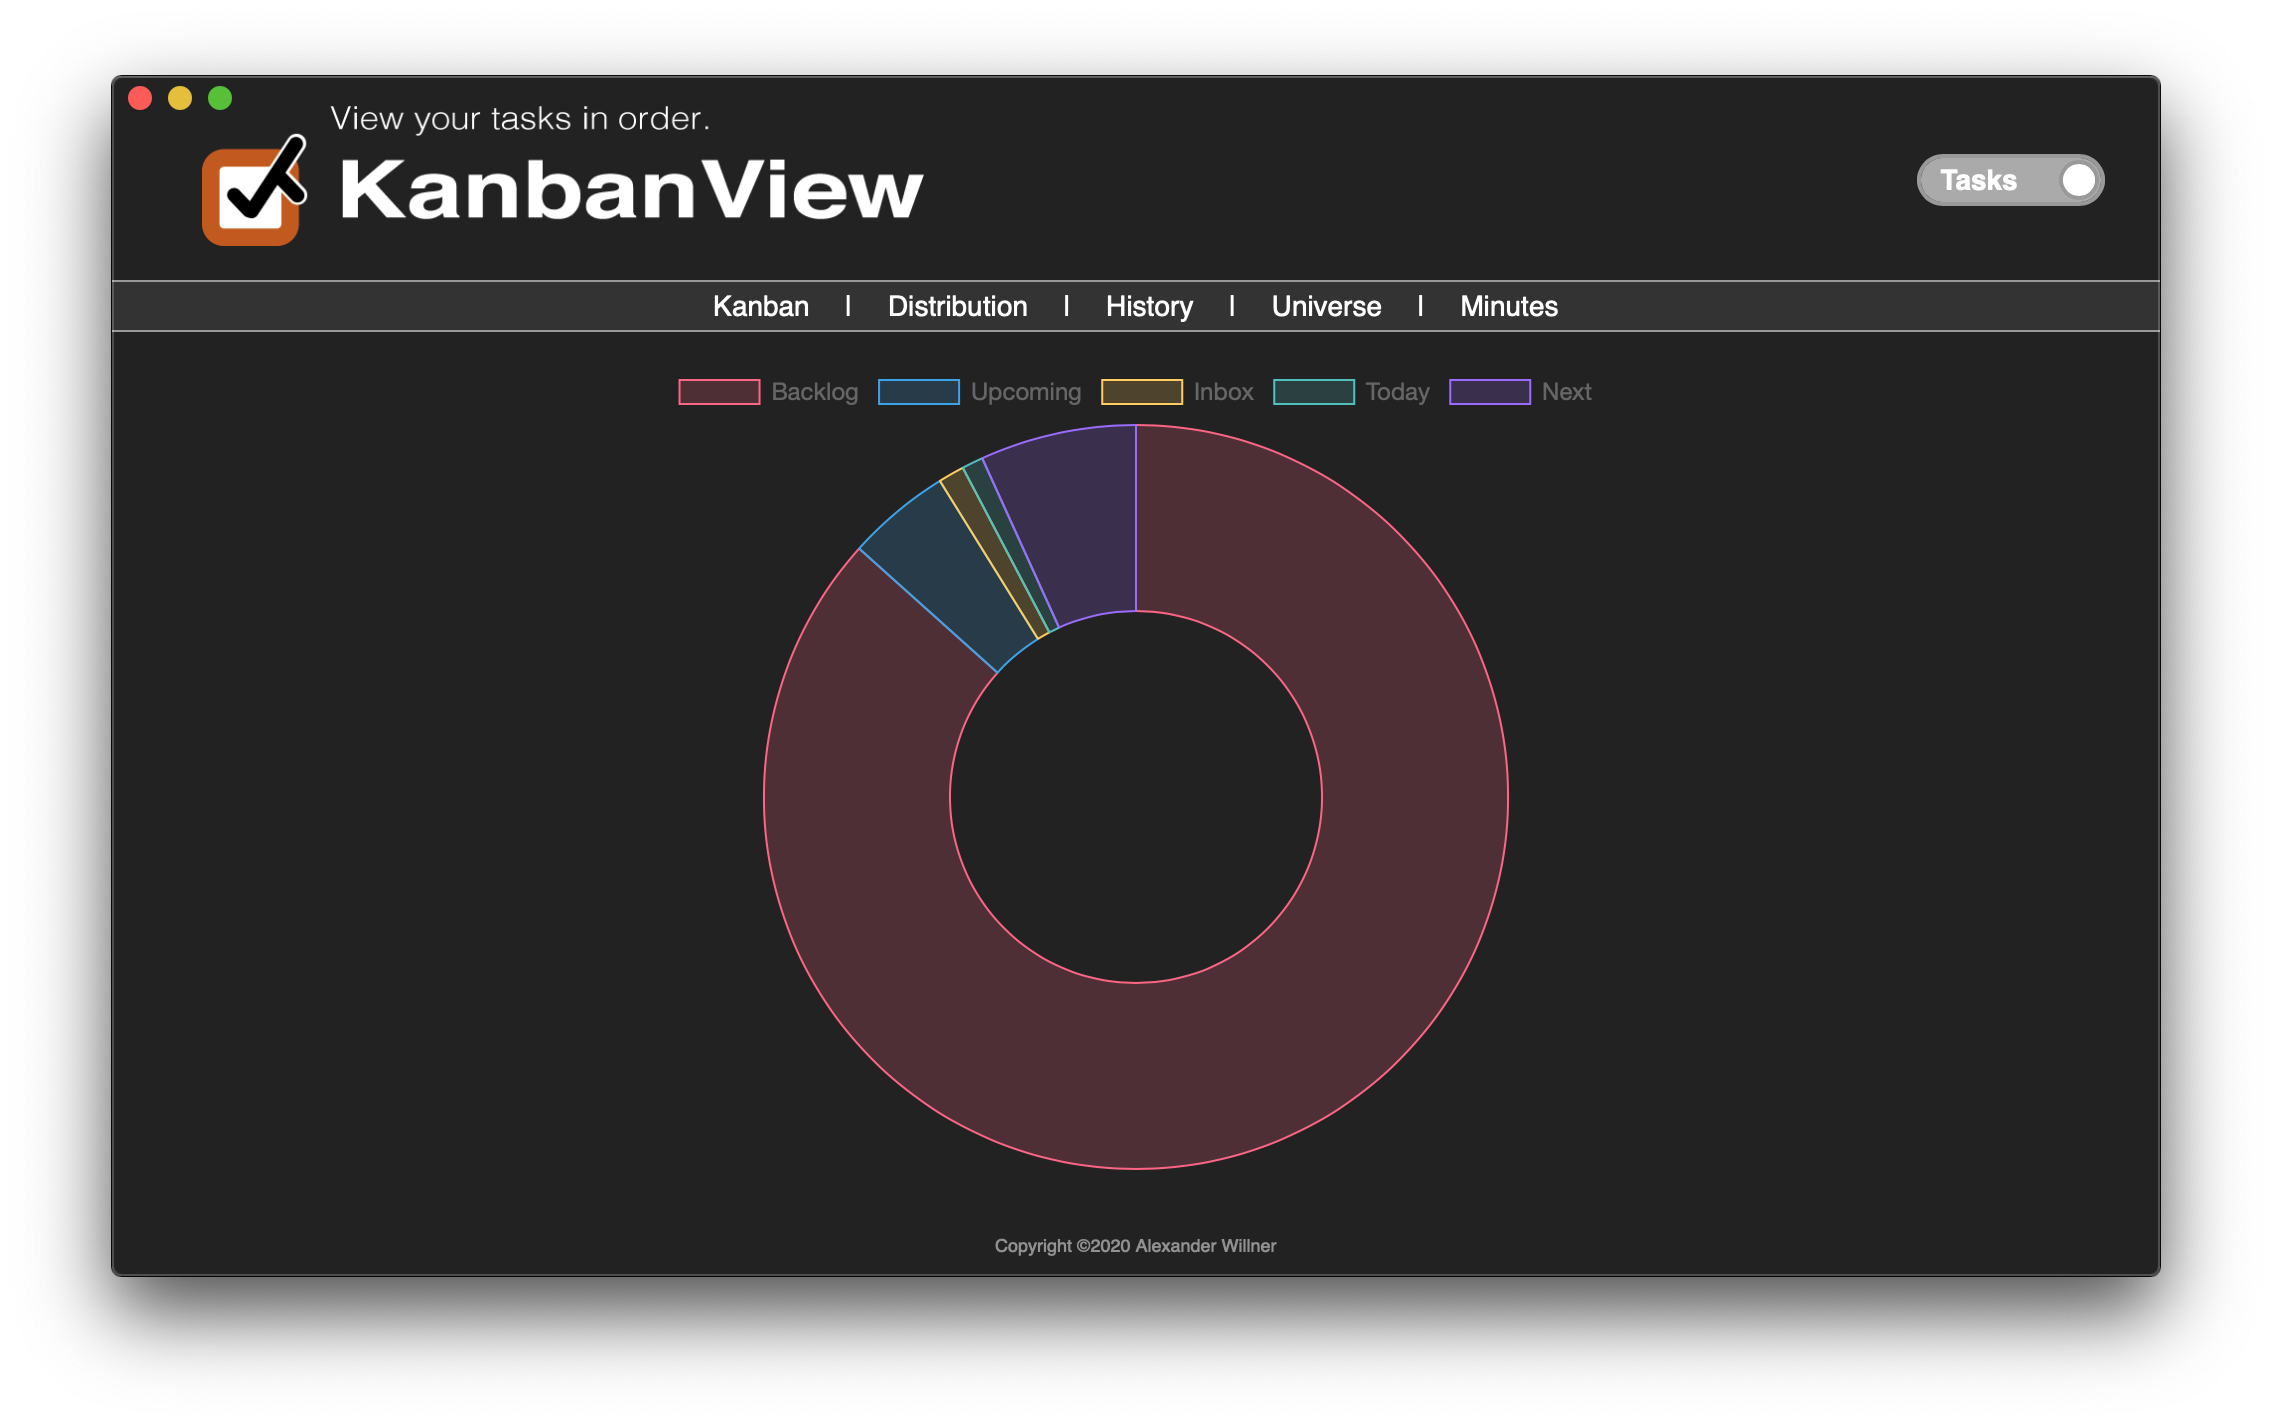 View your tasks in order.
KanbanView
Tasks
Kanban | Distribution | History | Universe | Minutes
Backlog Upcoming Inbox Today Next
Copyright ©2020 Alexander Willner